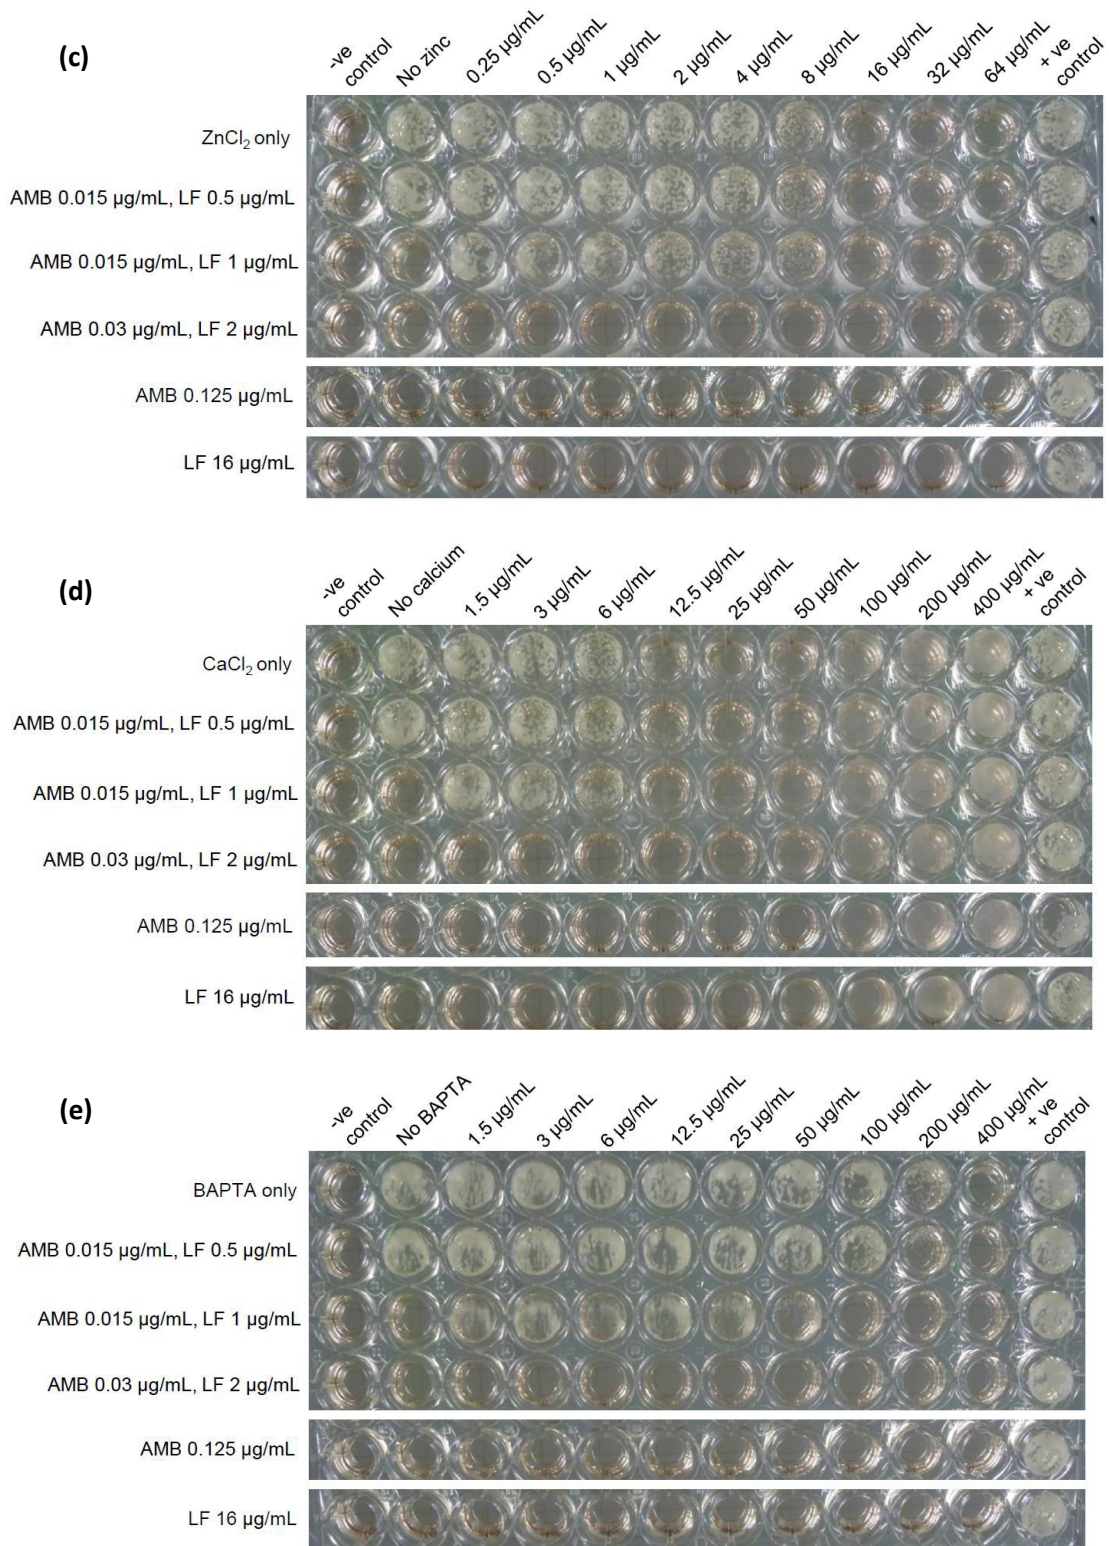 (c)
-ve control
No zinc
0.25 µg/mL
0.5 µg/mL
1 µg/mL
2 µg/mL
4 µg/mL
8 µg/mL
16 µg/mL
32 µg/mL
64 µg/mL
+ ve control
ZnCl₂ only
AMB 0.015 µg/mL, LF 0.5 µg/mL
AMB 0.015 µg/mL, LF 1 µg/mL
AMB 0.03 µg/mL, LF 2 µg/mL
AMB 0.125 µg/mL
LF 16 µg/mL
(d)
-ve control
No calcium
1.5 µg/mL
3 µg/mL
6 µg/mL
12.5 µg/mL
25 µg/mL
50 µg/mL
100 µg/mL
200 µg/mL
400 µg/mL
+ ve control
CaCl₂ only
AMB 0.015 µg/mL, LF 0.5 µg/mL
AMB 0.015 µg/mL, LF 1 µg/mL
AMB 0.03 µg/mL, LF 2 µg/mL
AMB 0.125 µg/mL
LF 16 µg/mL
(e)
-ve control
No BAPTA
1.5 µg/mL
3 µg/mL
6 µg/mL
12.5 µg/mL
25 µg/mL
50 µg/mL
100 µg/mL
200 µg/mL
400 µg/mL
+ ve control
BAPTA only
AMB 0.015 µg/mL, LF 0.5 µg/mL
AMB 0.015 µg/mL, LF 1 µg/mL
AMB 0.03 µg/mL, LF 2 µg/mL
AMB 0.125 µg/mL
LF 16 µg/mL